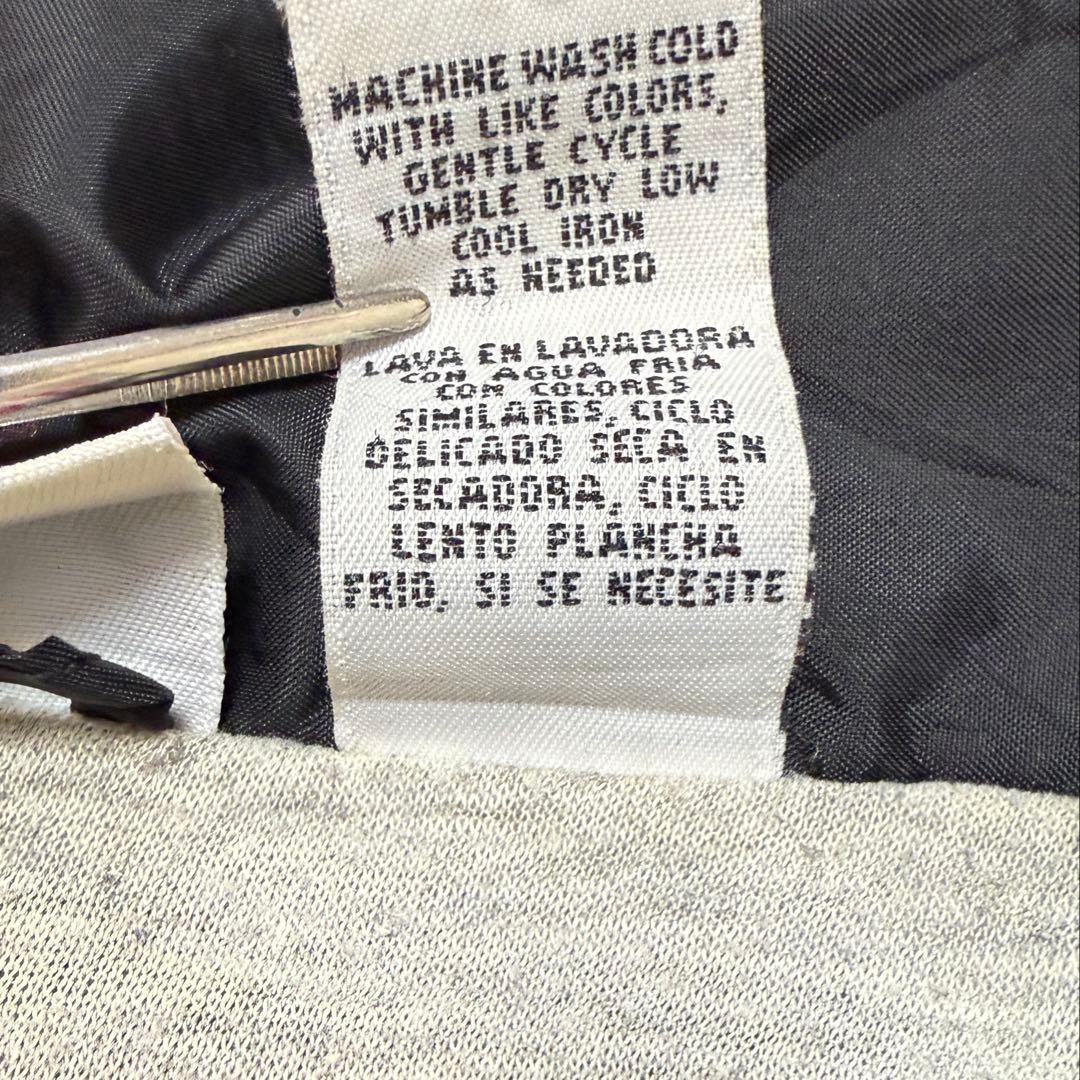 MACHINE WASH COLD
WITH LIKE COLORS,
GENTLE CYCLE
TUMBLE DRY LOW
COOL IRON
AS NEEDED
LAVA EN LAVADORA
CON AGUA FRIA
CON COLORES
SIMILARES, CICLO
DELICADO SECA EN
SECADORA, CICLO
LENTO PLANCHA
FRIO, SI SE NECESITE